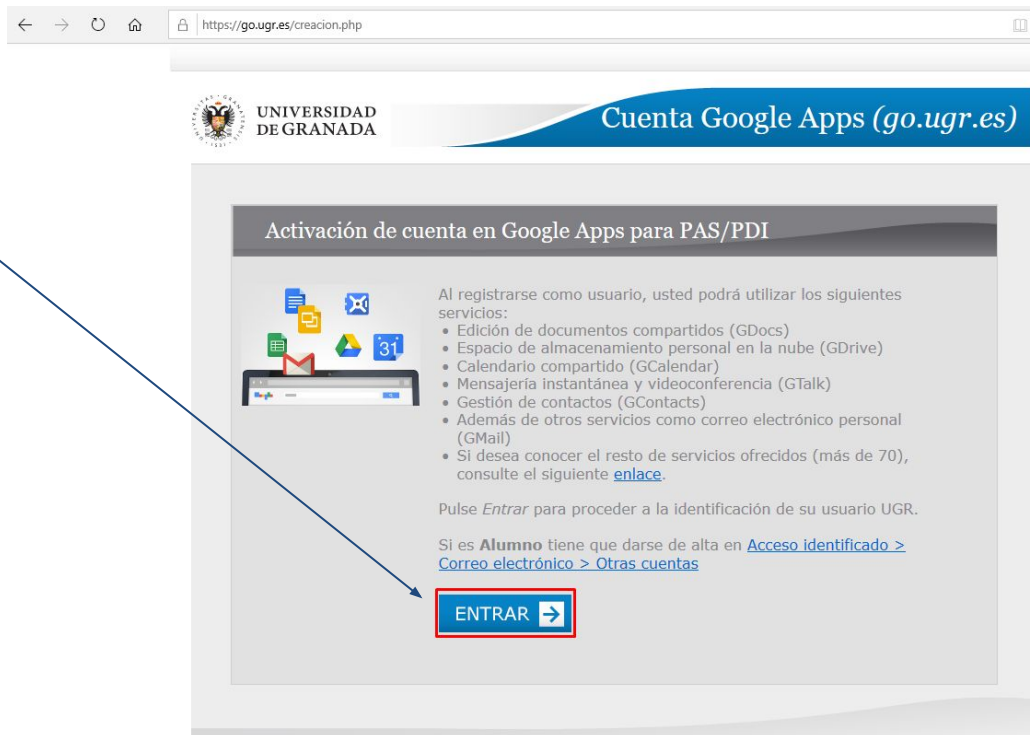 https://go.ugr.es/creacion.php
UNIVERSIDAD
DE GRANADA
Cuenta Google Apps (go.ugr.es)
Activación de cuenta en Google Apps para PAS/PDI
31
Al registrarse como usuario, usted podrá utilizar los siguientes
servicios:
• Edición de documentos compartidos (GDocs)
• Espacio de almacenamiento personal en la nube (GDrive)
• Calendario compartido (GCalendar)
• Mensajería instantánea y videoconferencia (GTalk)
• Gestión de contactos (GContacts)
• Además de otros servicios como correo electrónico personal
(GMail)
• Si desea conocer el resto de servicios ofrecidos (más de 70),
consulte el siguiente enlace.
Pulse Entrar para proceder a la identificación de su usuario UGR.
Si es Alumno tiene que darse de alta en Acceso identificado >
Correo electrónico > Otras cuentas
ENTRAR